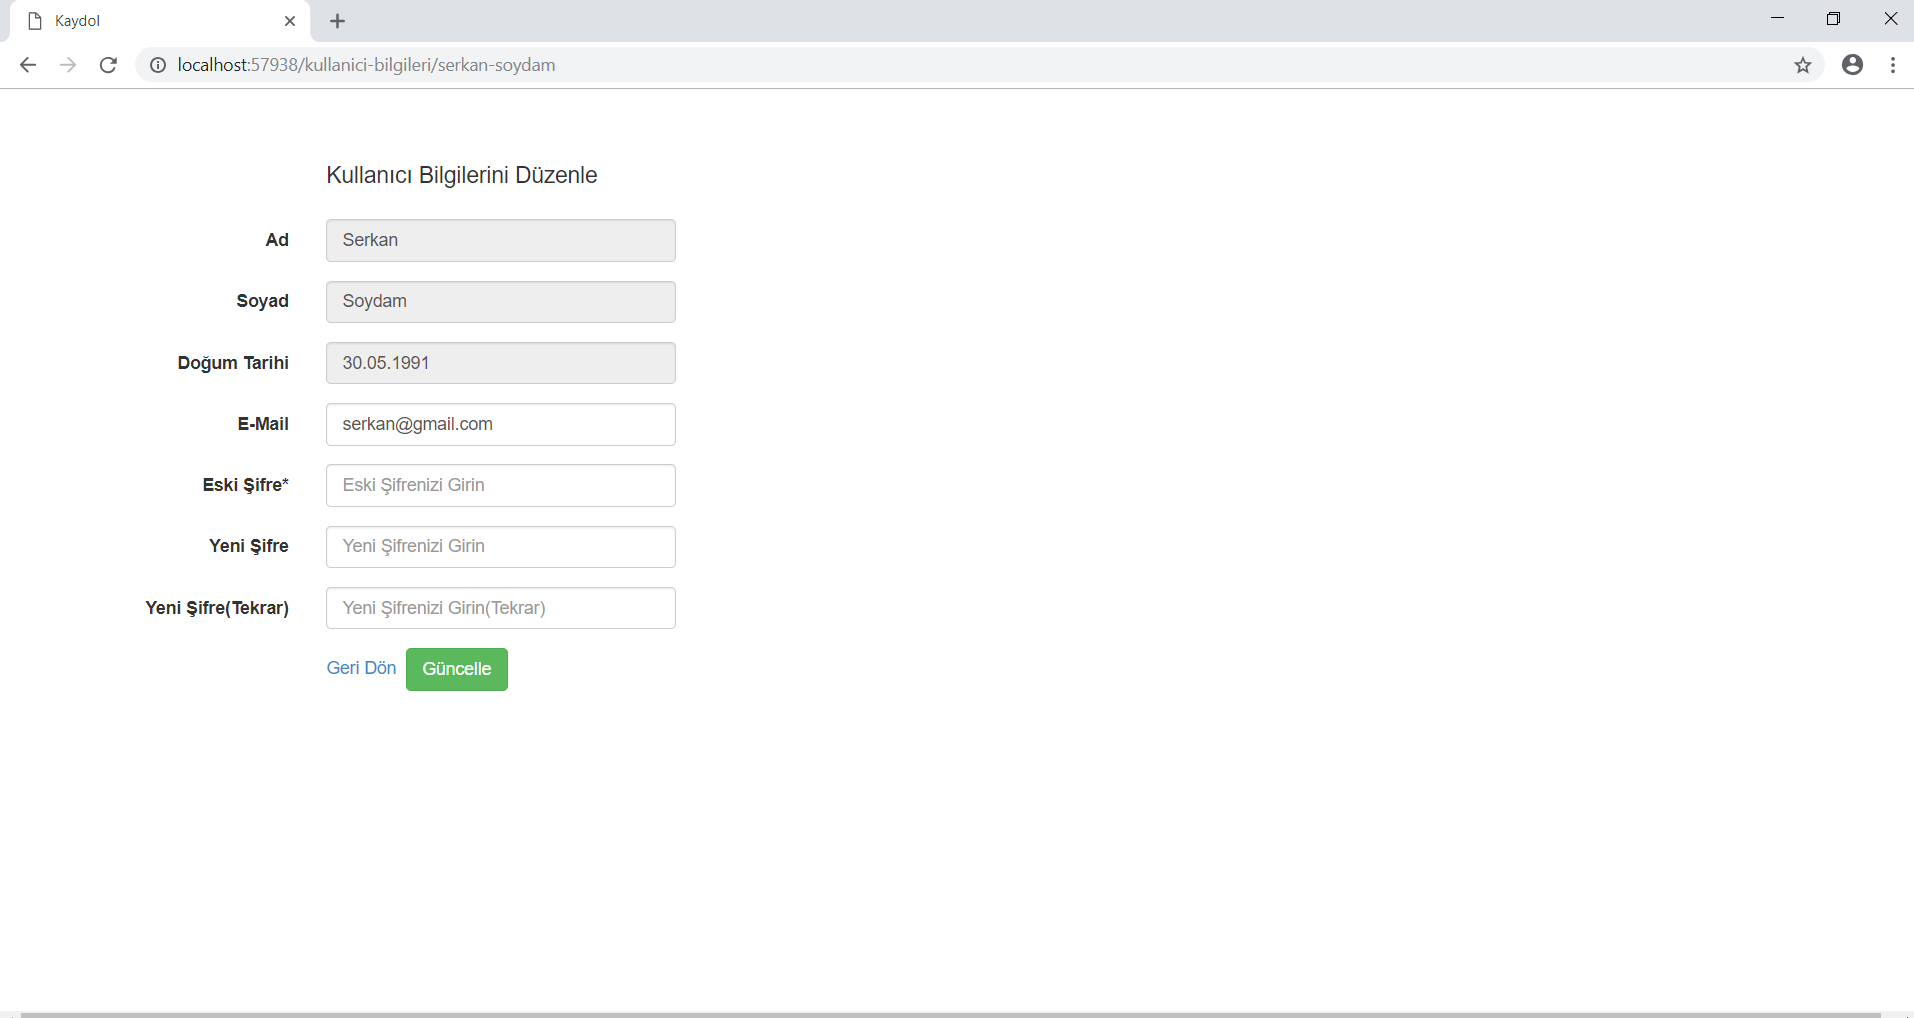 Kaydol
localhost:57938/kullanici-bilgileri/serkan-soydam
Kullanıcı Bilgilerini Düzenle
Ad Serkan
Soyad Soydam
Doğum Tarihi 30.05.1991
E-Mail serkan@gmail.com
Eski Şifre* Eski Şifrenizi Girin
Yeni Şifre Yeni Şifrenizi Girin
Yeni Şifre(Tekrar) Yeni Şifrenizi Girin(Tekrar)
Geri Dön Güncelle